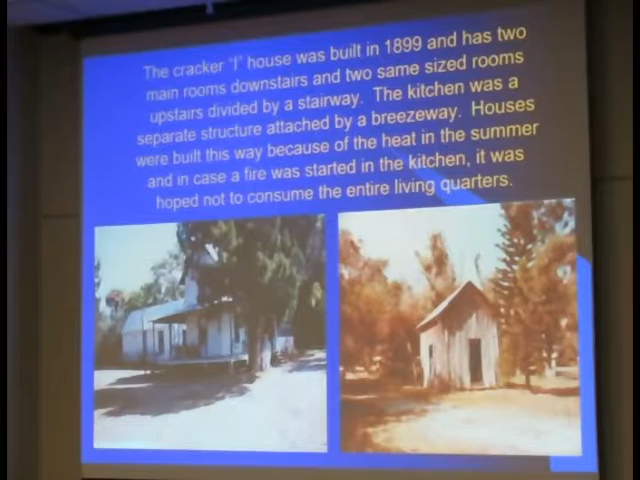 The cracker "I" house was built in 1899 and has two
main rooms downstairs and two same sized rooms
upstairs divided by a stairway. The kitchen was a
separate structure attached by a breezeway. Houses
were built this way because of the heat in the summer
and in case a fire was started in the kitchen, it was
hoped not to consume the entire living quarters.